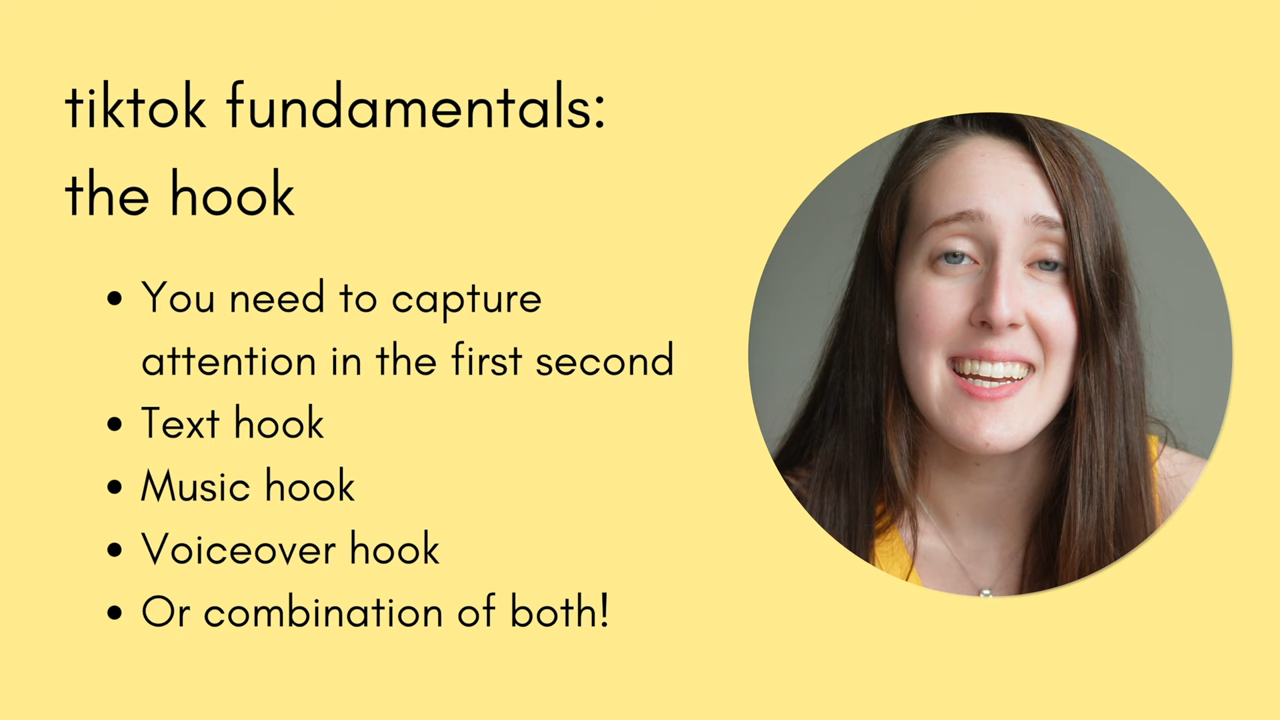 tiktok fundamentals:
the hook
• You need to capture
attention in the first second
• Text hook
• Music hook
• Voiceover hook
• Or combination of both!